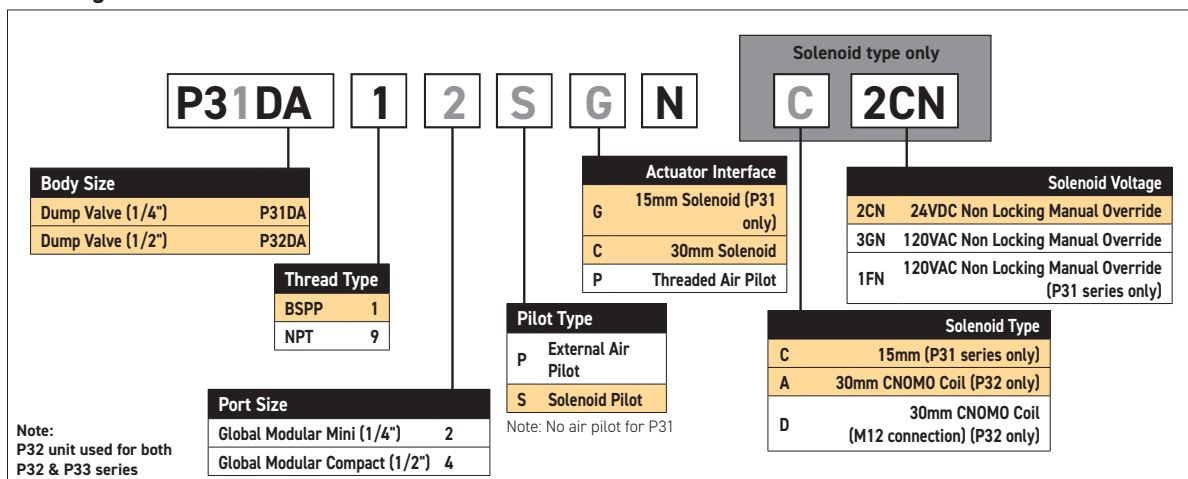 Solenoid type only
P31DA 1 2 S G N C 2CN
Body Size
Dump Valve (1/4") P31DA
Dump Valve (1/2") P32DA
Thread Type
BSPP 1
NPT 9
Port Size
Global Modular Mini (1/4") 2
Global Modular Compact (1/2") 4
Pilot Type
P External Air
Pilot
S Solenoid Pilot
Note: No air pilot for P31
Actuator Interface
G 15mm Solenoid (P31
only)
C 30mm Solenoid
P Threaded Air Pilot
Solenoid Voltage
2CN 24VDC Non Locking Manual Override
3GN 120VAC Non Locking Manual Override
1FN 120VAC Non Locking Manual Override
(P31 series only)
Solenoid Type
C 15mm (P31 series only)
A 30mm CNOMO Coil (P32 only)
D 30mm CNOMO Coil
(M12 connection) (P32 only)
Note:
P32 unit used for both
P32 & P33 series